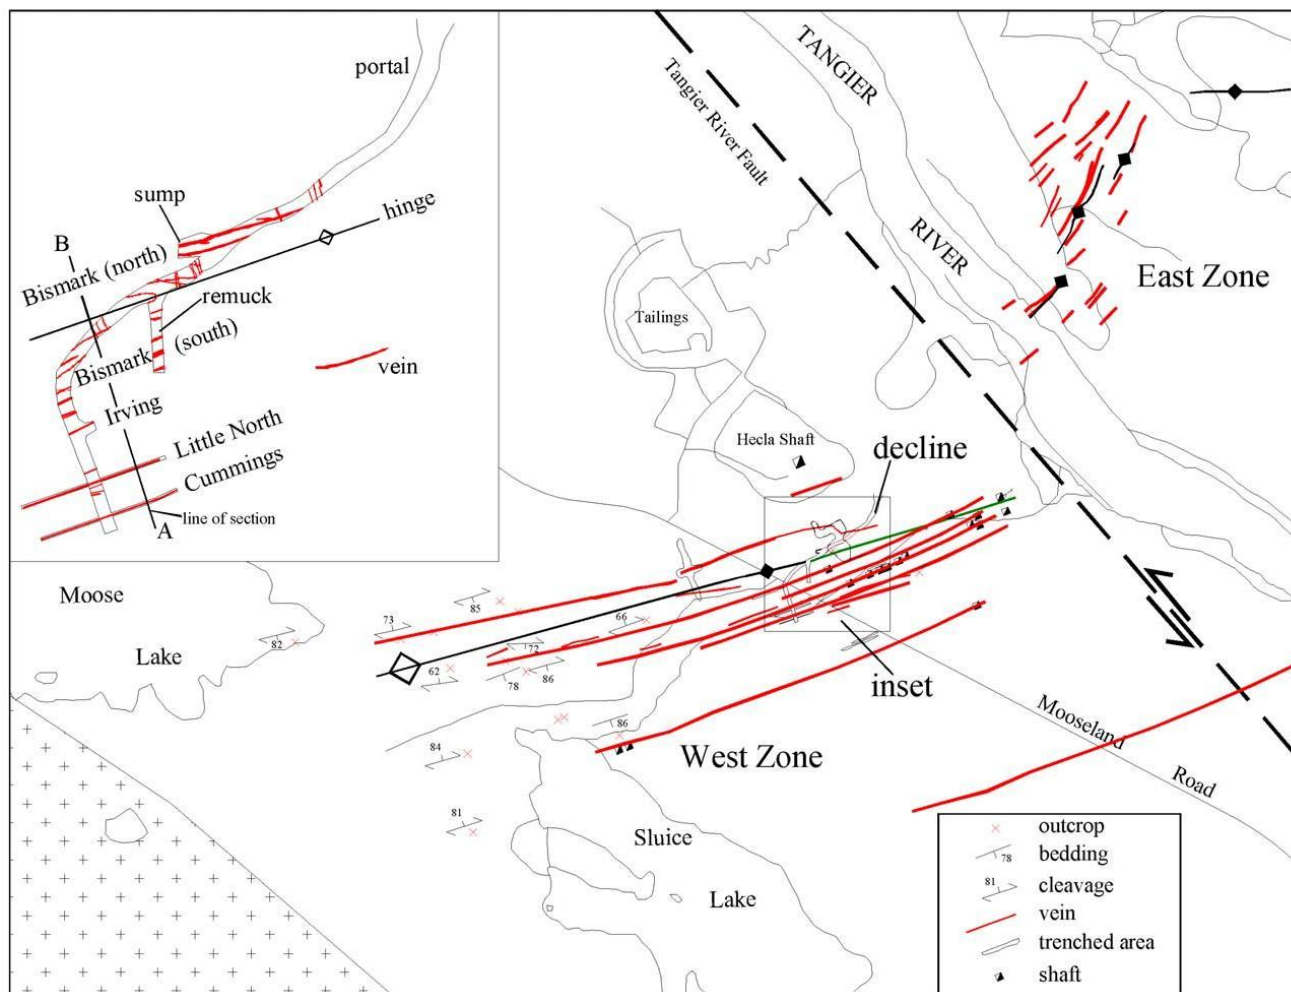 portal
sump
hinge
B
Bismark (north)
remuck
Bismark (south)
vein
Irving
Little North
Cummings
line of section
A
TANGIER
RIVER
Tangier River Fault
East Zone
Tailings
Hecla Shaft
decline
inset
Moose
Lake
82
73
85
66
72
62
78
86
86
84
81
West Zone
Mooseland
Road
Sluice
Lake
outcrop
78
bedding
81
cleavage
vein
trenched area
shaft